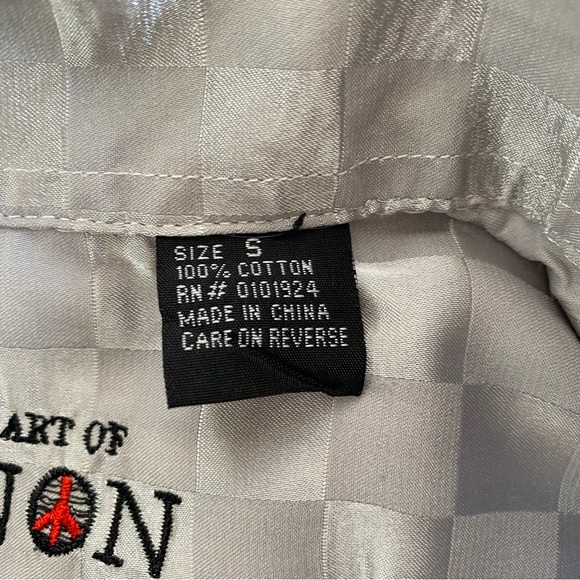 SIZE S
100% COTTON
RN# 0101924
MADE IN CHINA
CARE ON REVERSE
ART OF